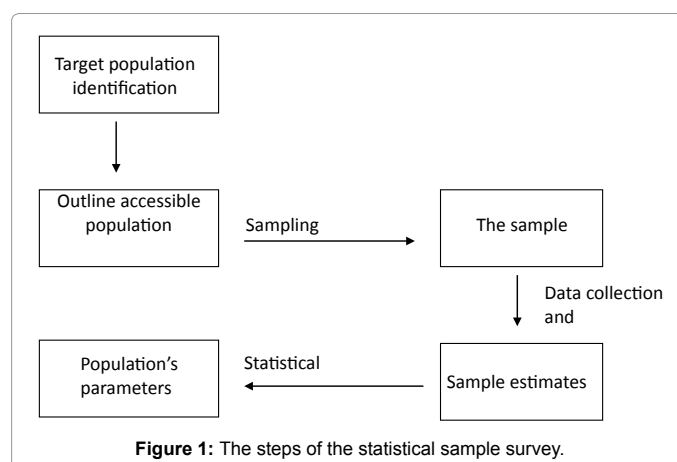 Target population
identification
Outline accessible
population
Sampling
The sample
Data collection
and
Population's
parameters
Statistical
Sample estimates
Figure 1: The steps of the statistical sample survey.